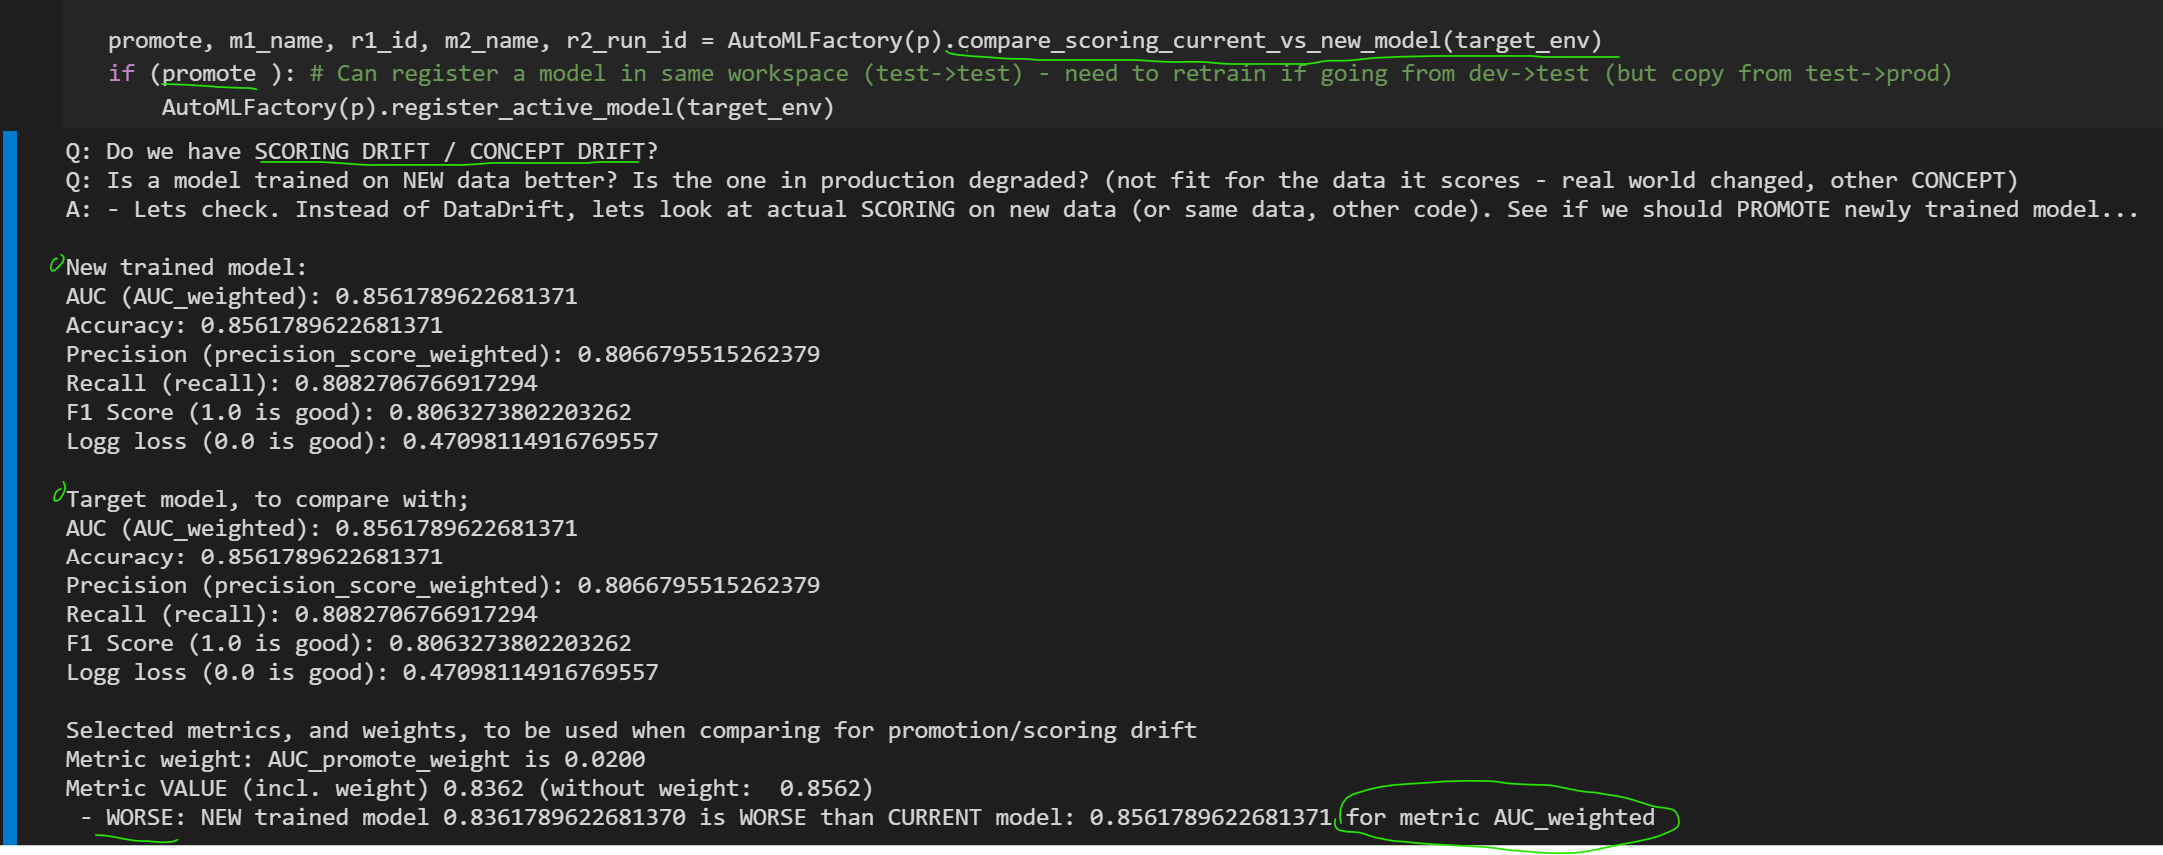 promote, m1_name, r1_id, m2_name, r2_run_id = AutoMLFactory(p).compare_scoring_current_vs_new_model(target_env)
if (promote ): # Can register a model in same workspace (test->test) - need to retrain if going from dev->test (but copy from test->prod)
AutoMLFactory(p).register_active_model(target_env)
Q: Do we have SCORING DRIFT / CONCEPT DRIFT?
Q: Is a model trained on NEW data better? Is the one in production degraded? (not fit for the data it scores - real world changed, other CONCEPT)
A: - Lets check. Instead of DataDrift, lets look at actual SCORING on new data (or same data, other code). See if we should PROMOTE newly trained model...
New trained model:
AUC (AUC_weighted): 0.8561789622681371
Accuracy: 0.8561789622681371
Precision (precision_score_weighted): 0.8066795515262379
Recall (recall): 0.8082706766917294
F1 Score (1.0 is good): 0.8063273802203262
Logg loss (0.0 is good): 0.47098114916769557
Target model, to compare with;
AUC (AUC_weighted): 0.8561789622681371
Accuracy: 0.8561789622681371
Precision (precision_score_weighted): 0.8066795515262379
Recall (recall): 0.8082706766917294
F1 Score (1.0 is good): 0.8063273802203262
Logg loss (0.0 is good): 0.47098114916769557
Selected metrics, and weights, to be used when comparing for promotion/scoring drift
Metric weight: AUC_promote_weight is 0.0200
Metric VALUE (incl. weight) 0.8362 (without weight:  0.8562)
- WORSE: NEW trained model 0.8361789622681370 is WORSE than CURRENT model: 0.8561789622681371 for metric AUC_weighted